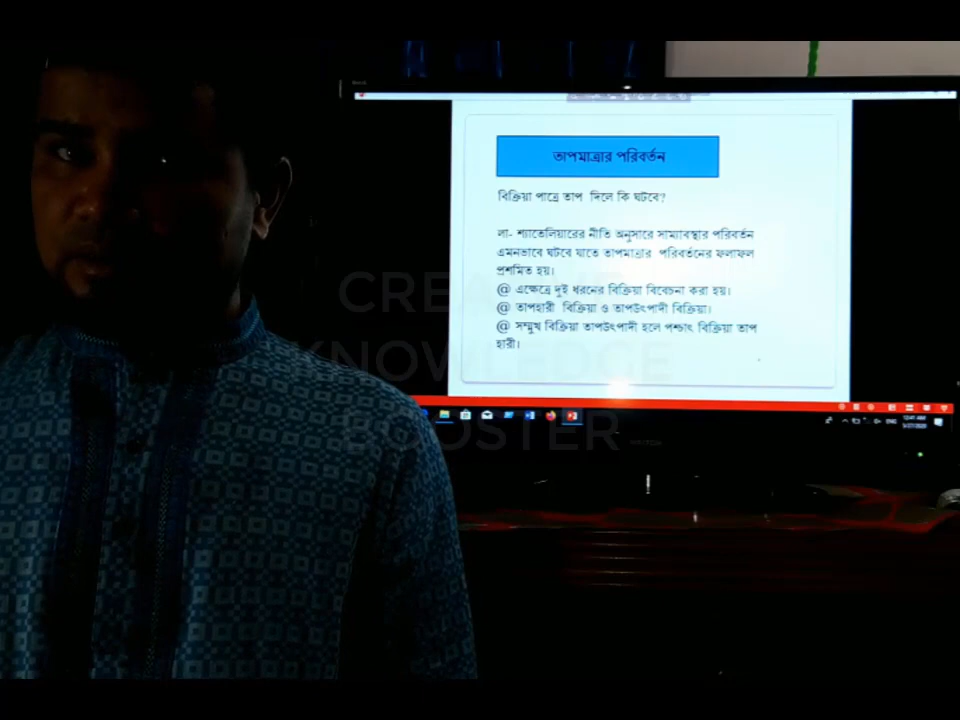 তাপমাত্রার পরিবর্তন
বিক্রিয়া পাত্রে তাপ দিলে কি ঘটবে?
লা- শ্যাতেলিয়ারের নীতি অনুসারে সাম্যাবস্থার পরিবর্তন
এমনভাবে ঘটবে যাতে তাপমাত্রার পরিবর্তনের ফলাফল
প্রশমিত হয়।
@ এক্ষেত্রে দুই ধরনের বিক্রিয়া বিবেচনা করা হয়।
@ তাপহারী বিক্রিয়া ও তাপউৎপাদী বিক্রিয়া।
@ সম্মুখ বিক্রিয়া তাপউৎপাদী হলে পশ্চাৎ বিক্রিয়া তাপ
হারী।
KNOWLEDGE
BOOSTER